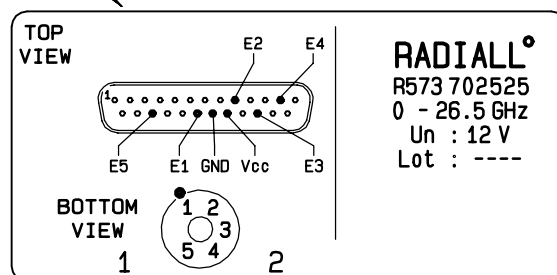 TOP
VIEW
E2
E4
1
E5
E1
GND
Vcc
E3
BOTTOM
VIEW
1 2
3
5 4
1
2
RADIALL°
R573 702525
0 - 26.5 GHz
Un : 12 V
Lot : ----